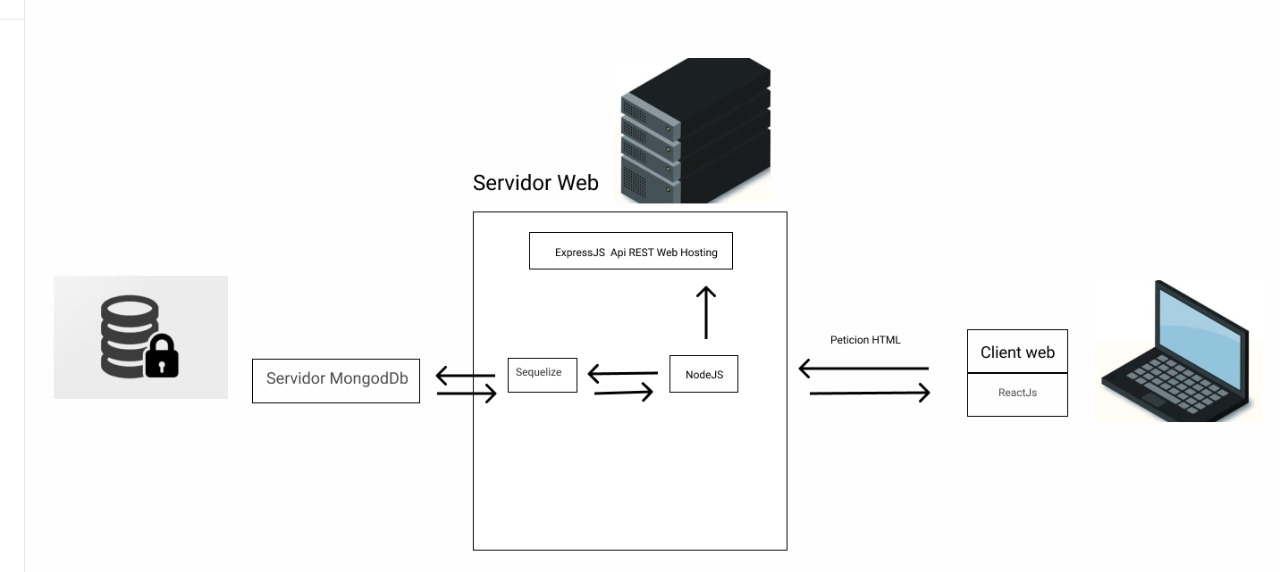 Servidor Web
ExpressJS Api REST Web Hosting
Peticion HTML
Client web
Servidor MongodDb
Sequelize
NodeJS
ReactJs